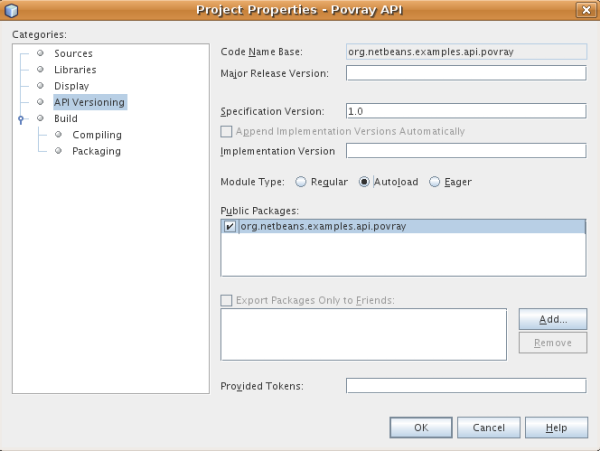 Project Properties - Povray API
Categories:
Sources
Libraries
Display
API Versioning
Build
Compiling
Packaging
Code Name Base: org.netbeans.examples.api.povray
Major Release Version:
Specification Version: 1.0
Append Implementation Versions Automatically
Implementation Version
Module Type: Regular Autoload Eager
Public Packages:
org.netbeans.examples.api.povray
Export Packages Only to Friends:
Add...
Remove
Provided Tokens:
OK Cancel Help